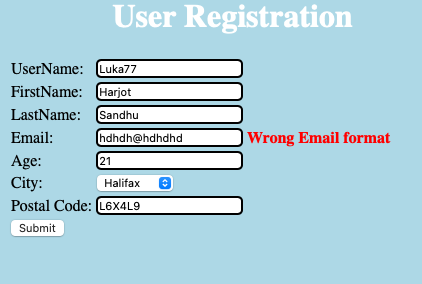 User Registration
UserName: Luka77
FirstName: Harjot
LastName: Sandhu
Email: hdhdh@hdhdhd Wrong Email format
Age: 21
City: Halifax
Postal Code: L6X4L9
Submit